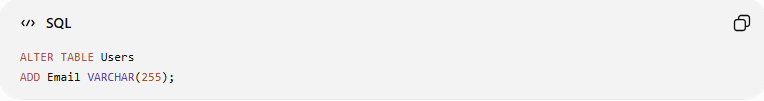 </> SQL
ALTER TABLE Users
ADD Email VARCHAR(255);